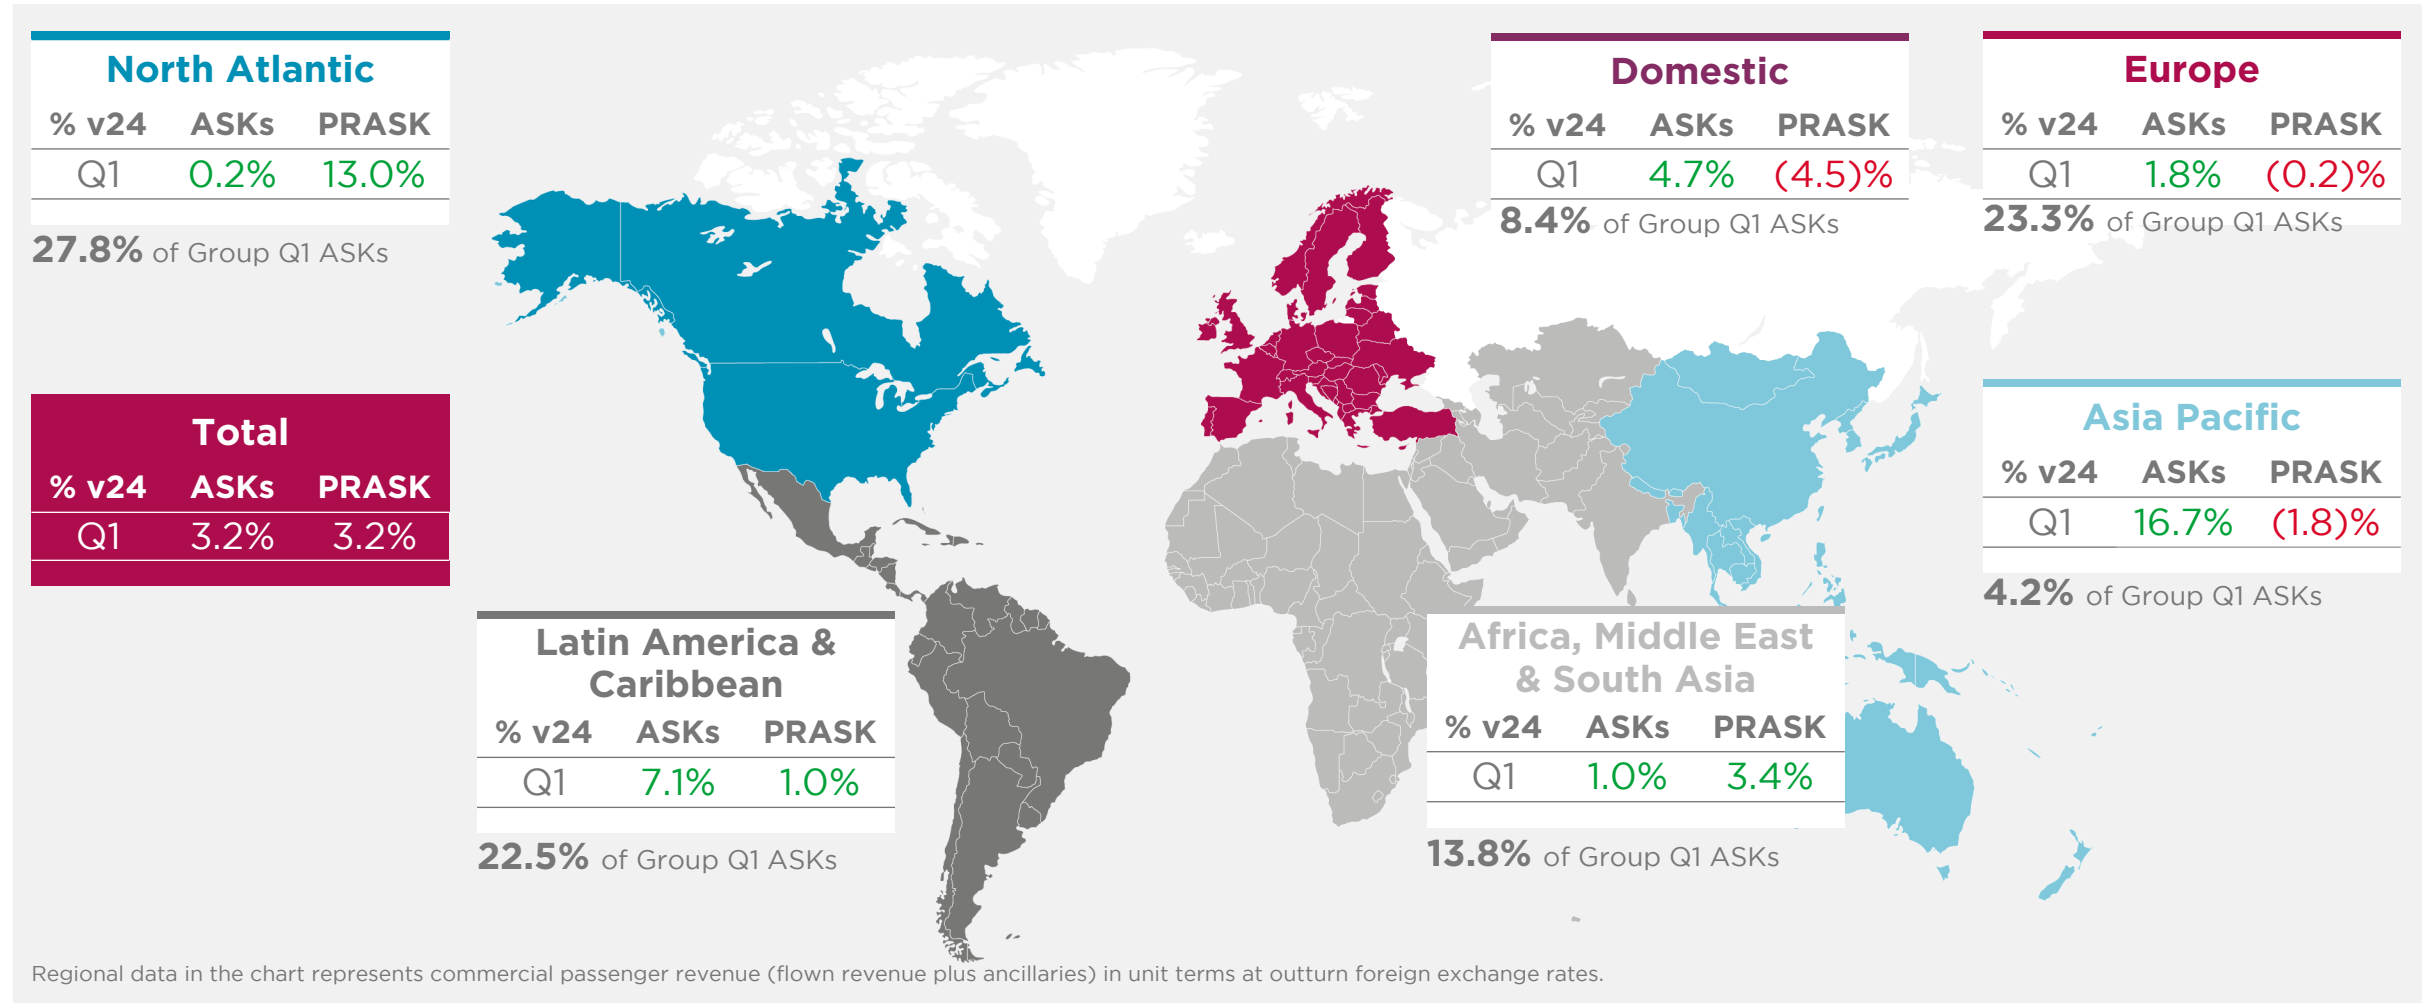 North Atlantic
% v24 ASKs PRASK
Q1 0.2% 13.0%
27.8% of Group Q1 ASKs
Domestic
% v24 ASKs PRASK
Q1 4.7% (4.5)%
8.4% of Group Q1 ASKs
Europe
% v24 ASKs PRASK
Q1 1.8% (0.2)%
23.3% of Group Q1 ASKs
Total
% v24 ASKs PRASK
Q1 3.2% 3.2%
Asia Pacific
% v24 ASKs PRASK
Q1 16.7% (1.8)%
4.2% of Group Q1 ASKs
Latin America &
Caribbean
% v24 ASKs PRASK
Q1 7.1% 1.0%
22.5% of Group Q1 ASKs
Africa, Middle East
& South Asia
% v24 ASKs PRASK
Q1 1.0% 3.4%
13.8% of Group Q1 ASKs
Regional data in the chart represents commercial passenger revenue (flown revenue plus ancillaries) in unit terms at outturn foreign exchange rates.